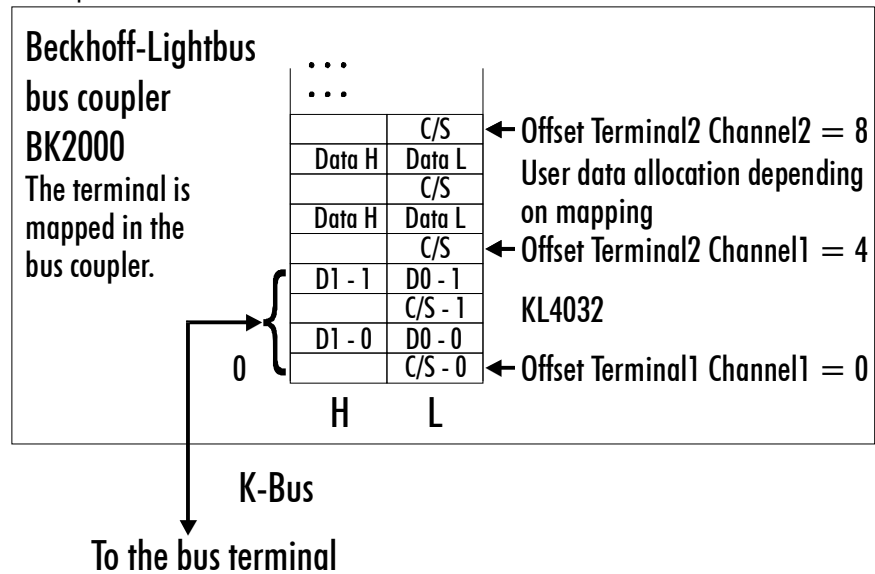 Beckhoff-Lightbus
bus coupler
BK2000
The terminal is
mapped in the
bus coupler.
...
...
C/S
Offset Terminal2 Channel2 = 8
Data H Data L
User data allocation depending
C/S
on mapping
Data H Data L
C/S
Offset Terminal2 Channel1 = 4
D1 - 1 D0 - 1
C/S - 1
KL4032
D1 - 0 D0 - 0
0
C/S - 0
Offset Terminal1 Channel1 = 0
H L
K-Bus
To the bus terminal